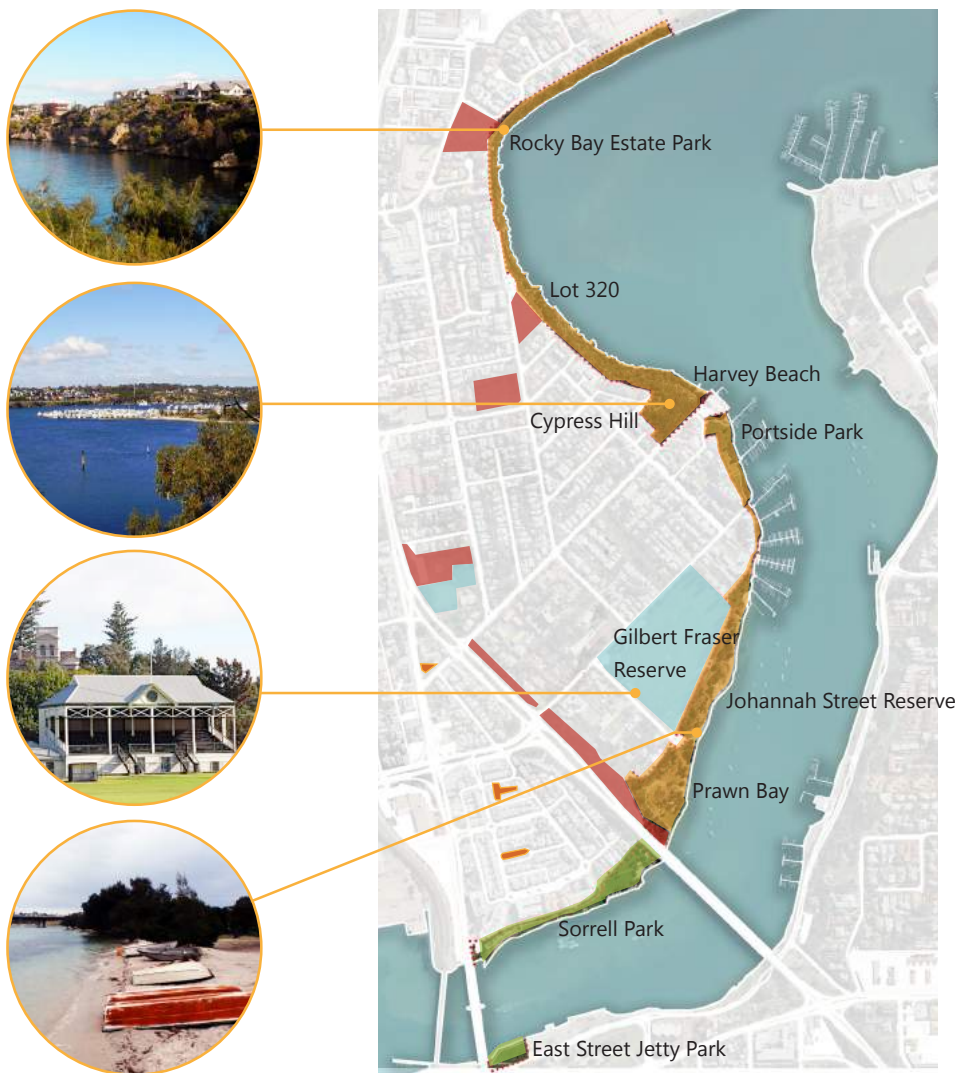 Rocky Bay Estate Park
Lot 320
Harvey Beach
Cypress Hill
Portside Park
Gilbert Fraser
Reserve
Johannah Street Reserve
Prawn Bay
Sorrell Park
East Street Jetty Park